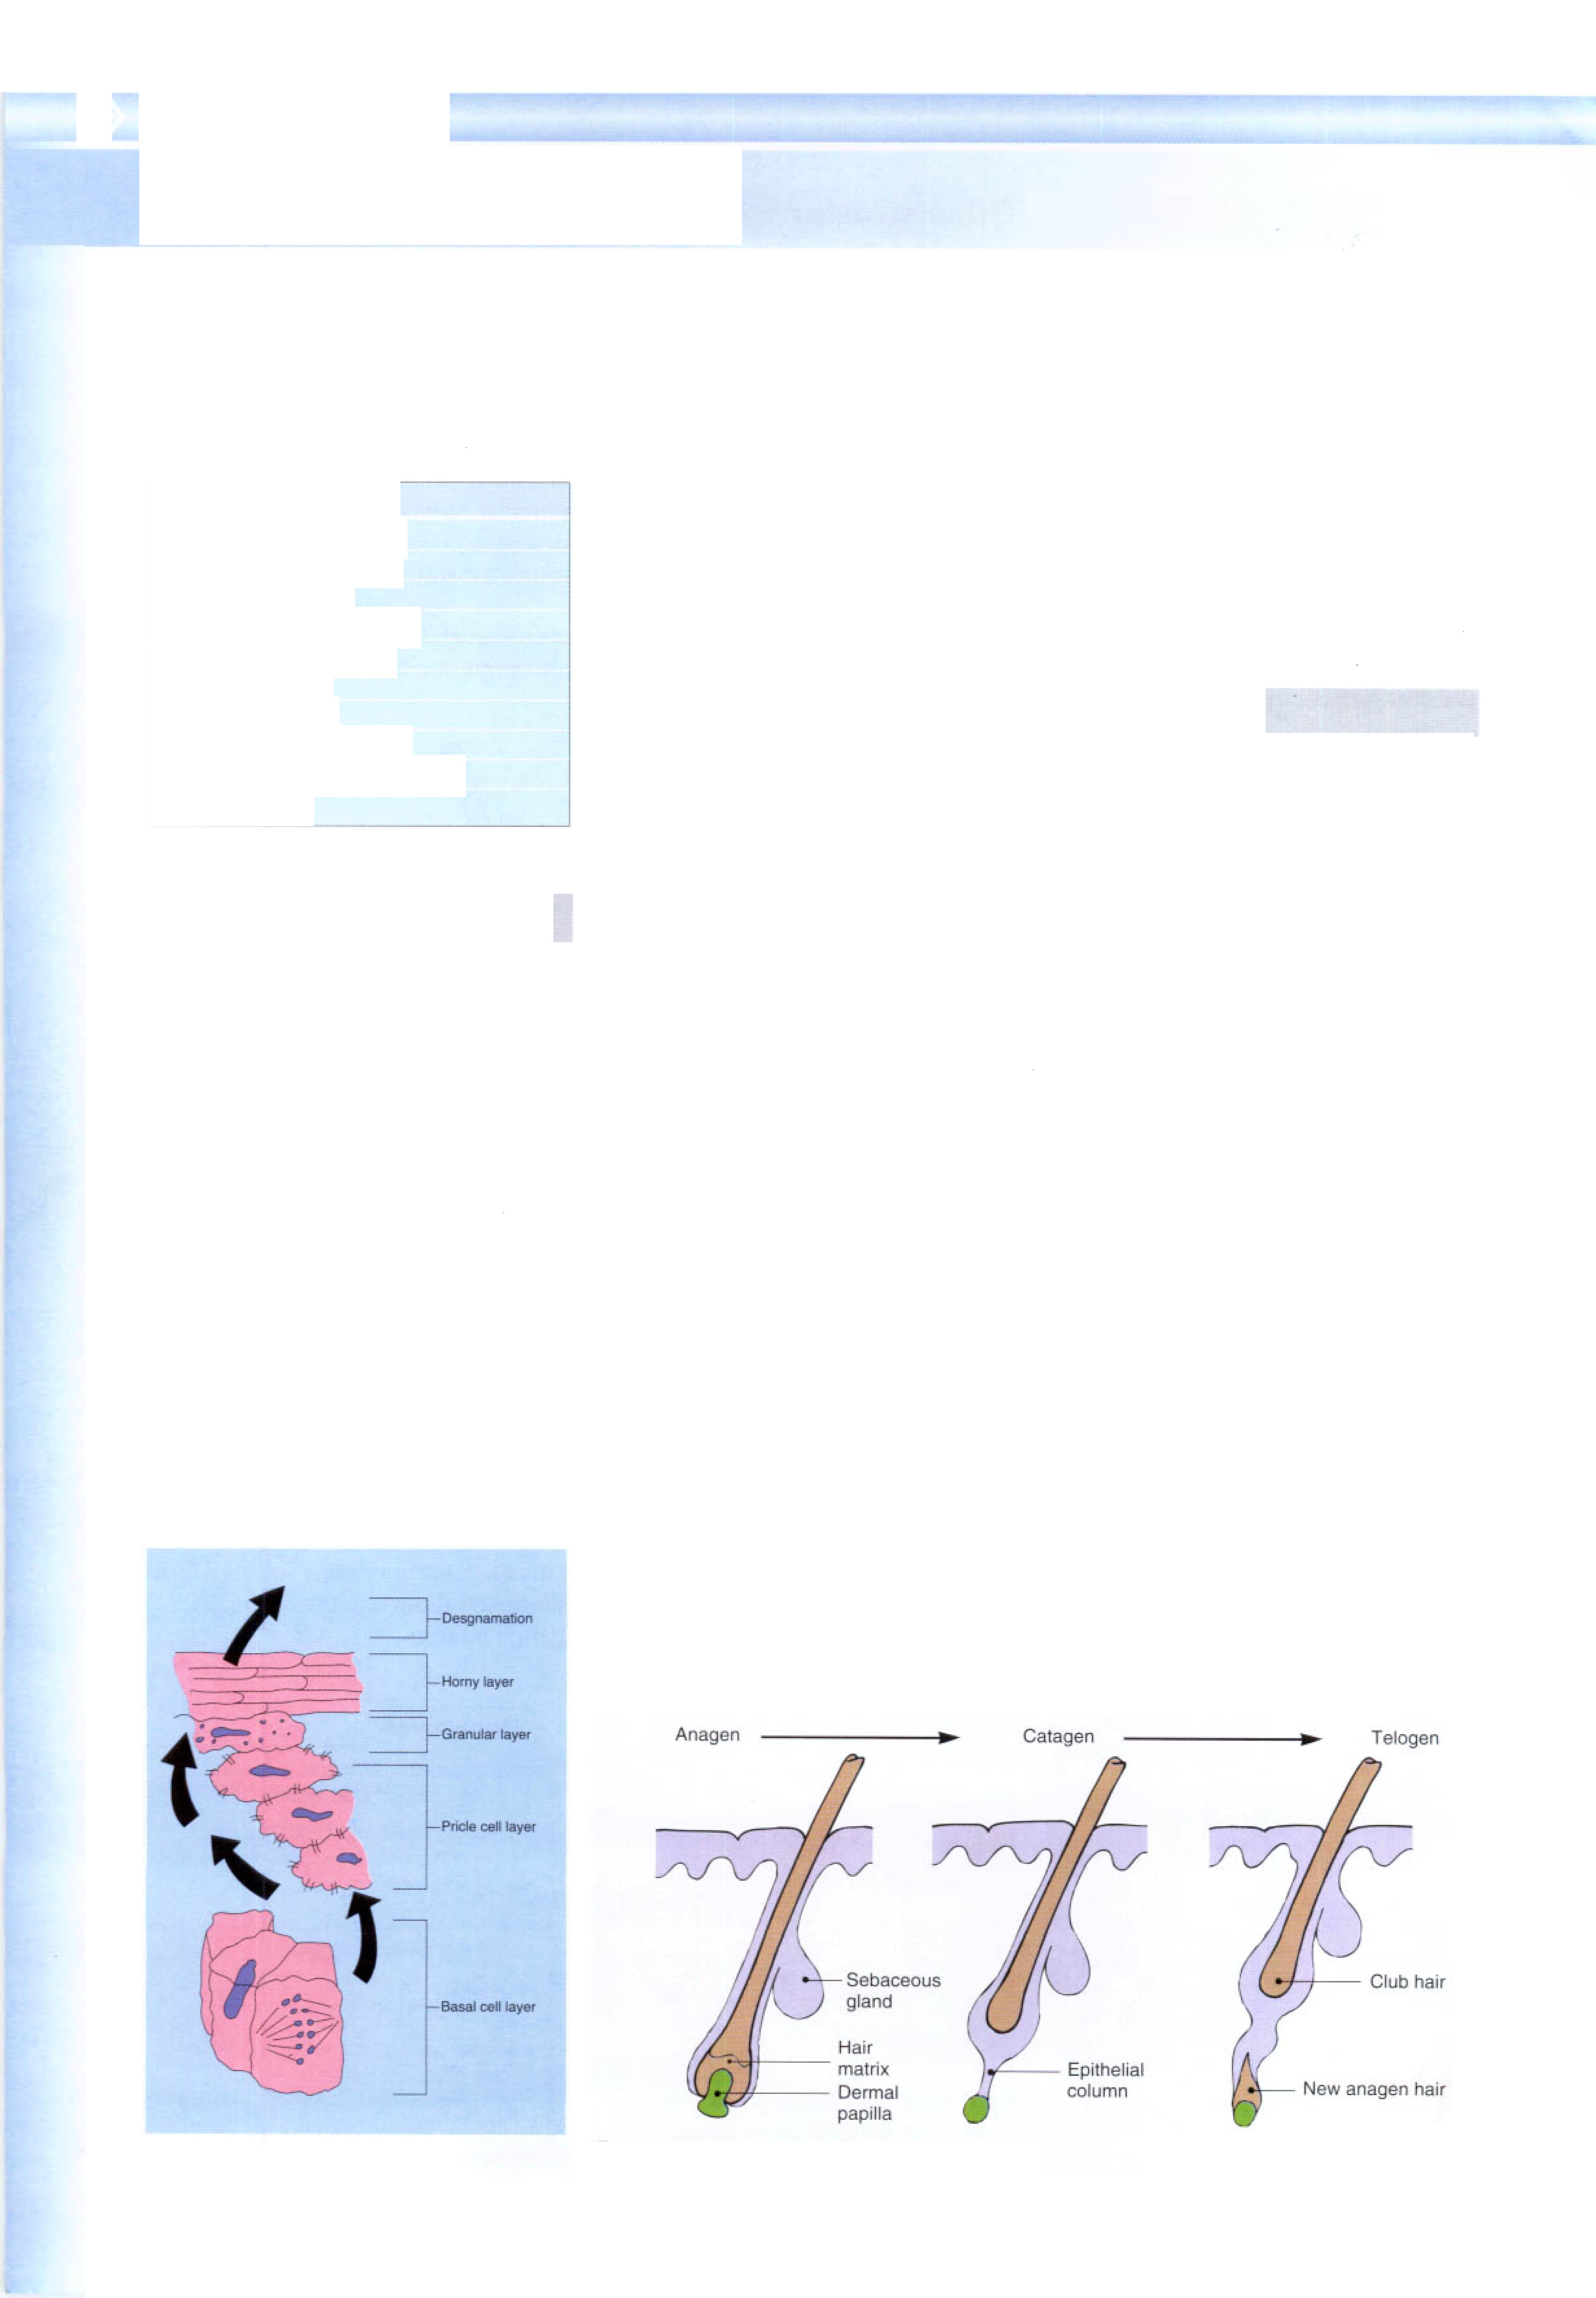 Desgnamation
Horny layer
Granular layer
Pricle cell layer
Basal cell layer
Anagen
Catagen
Telogen
Sebaceous
gland
Hair
matrix
Dermal
papilla
Epithelial
column
Club hair
New anagen hair